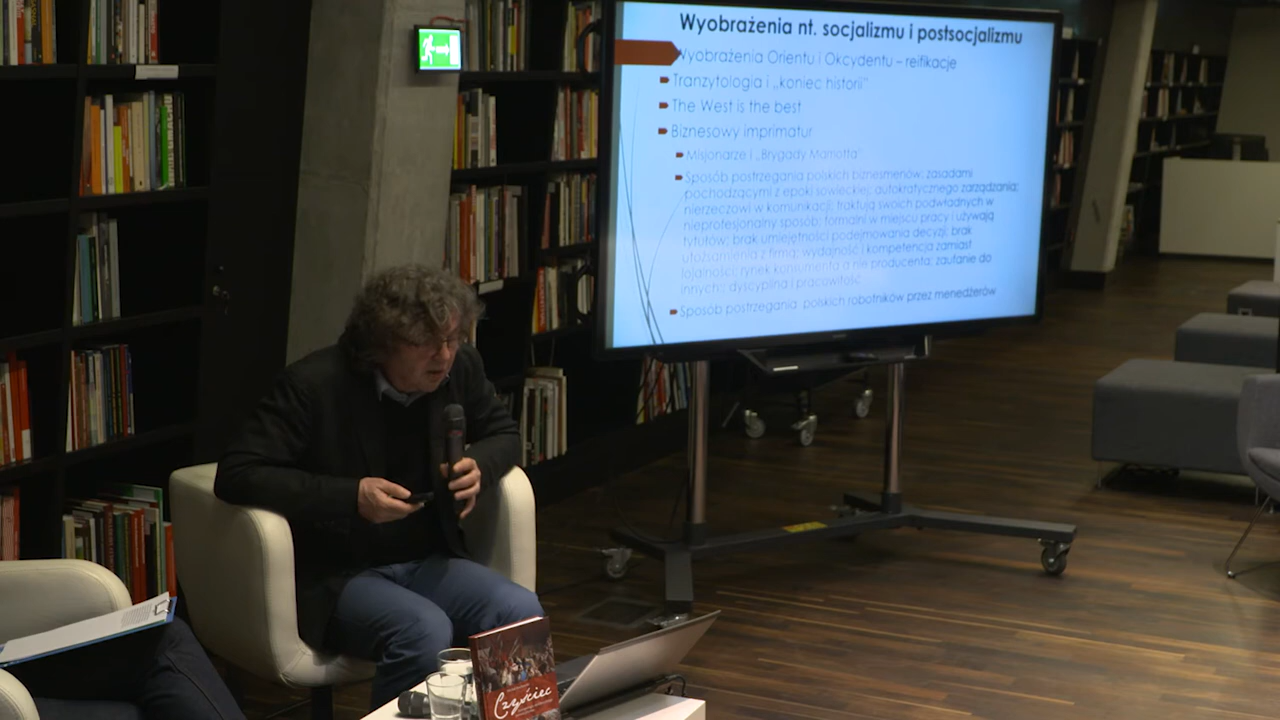 Wyobrażenia nt. socjalizmu i postsocjalizmu
Wyobrażenia Orientu i Okcydentu – reifikacje
Tranzytologia i „koniec historii"
The West is the best
Biznesowy imprimatur
Misjonarze i „Brygady Marriotta"
Sposób postrzegania polskich biznesmenów: zasadami
pochodzącymi z epoki sowieckiej; autokratycznego zarządzania;
nierzeczowi w komunikacji; traktują swoich podwładnych w
nieprofesjonalny sposób; formalni w miejscu pracy i używają
tytułów; brak umiejętności podejmowania decyzji; brak
utożsamienia z firmą; wydajność i kompetencja zamiast
lojalności; rynek konsumenta a nie producenta; zaufanie do
innych; dyscyplina i pracowitość
Sposób postrzegania polskich robotników przez menedżerów
Czyściec